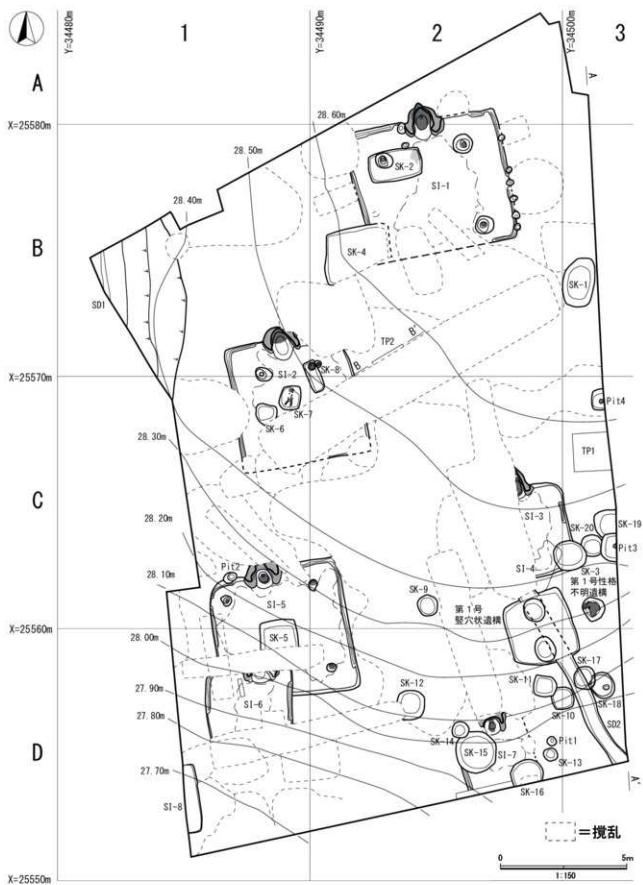 Y=34480
Y=34490
Y=34500
1
2
3
A
A
X=25580m
28.60m
28.50m
28.40m
SK-2
SI-1
B
SK-4
SK-1
SD1
TP2
B'
B
SI-2
SK-8
X=25570m
SK-7
SK-6
Pit4
TP1
28.30m
C
SI-3
SK-19
SK-20
28.20m
SI-4
Pit3
SK-3
Pit2
第1号性格
不明遺構
28.10m
SI-5
SK-9
第1号
竪穴状遺構
X=25560m
28.00m
SK-5
SK-17
27.90m
SK-11
SK-18
SK-12
SK-10
SI-6
27.80m
SD2
SK-14
D
Pit1
SK-15
SI-7
SK-13
27.70m
SK-16
SI-8
A'
=撹乱
0
5m
1:150
X=25550m